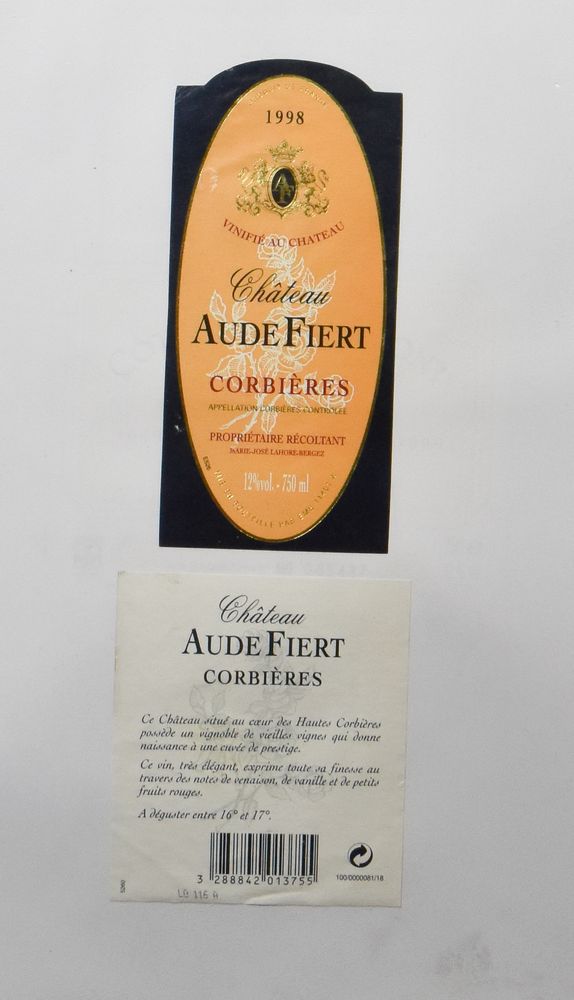 1998
AF
VINIFIÉ AU CHATEAU
Château
AUDE FIERT
CORBIÈRES
APPELLATION CORBIÈRES CONTRÔLÉE
PROPRIÉTAIRE RÉCOLTANT
MARIE-JOSÉ LAHORE-BERGEZ
12%vol. - 750 ml
Château
AUDE FIERT
CORBIÈRES
Ce Château situé au cœur des Hautes Corbières
possède un vignoble de vieilles vignes qui donne
naissance à une cuvée de prestige.
Ce vin, très élégant, exprime toute sa finesse au
travers des notes de venaison, de vanille et de petits
fruits rouges.
A déguster entre 16° et 17°.
3 288842 013755
100/0000081/18
LB 116 A